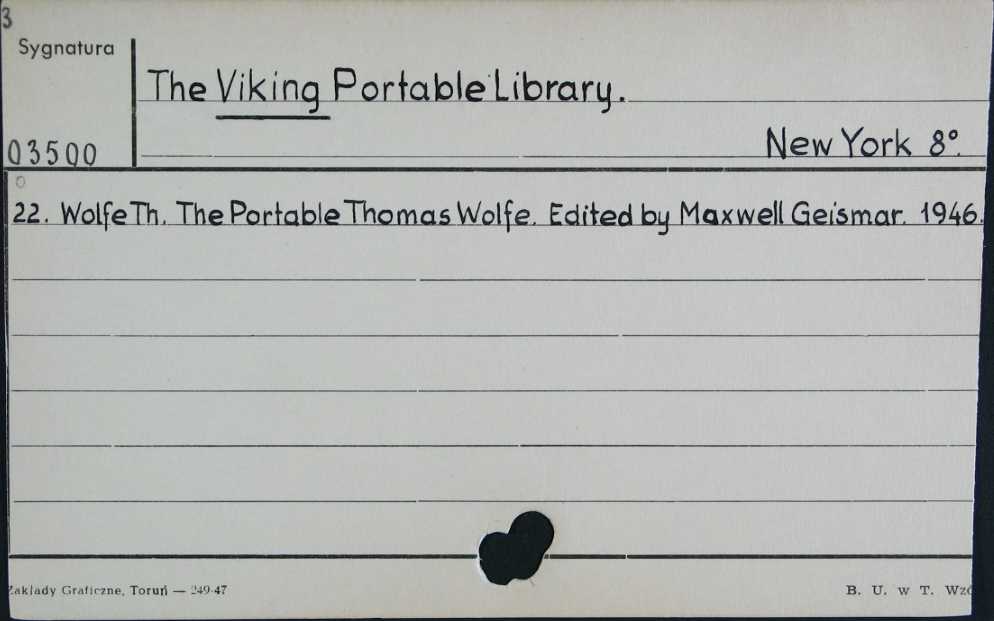 3
Sygnatura
The Viking Portable Library.
03500
New York 8°.
22. Wolfe Th. The Portable Thomas Wolfe. Edited by Maxwell Geismar. 1946.
Zakłady Graficzne, Toruń — 249-47
B. U. w T.